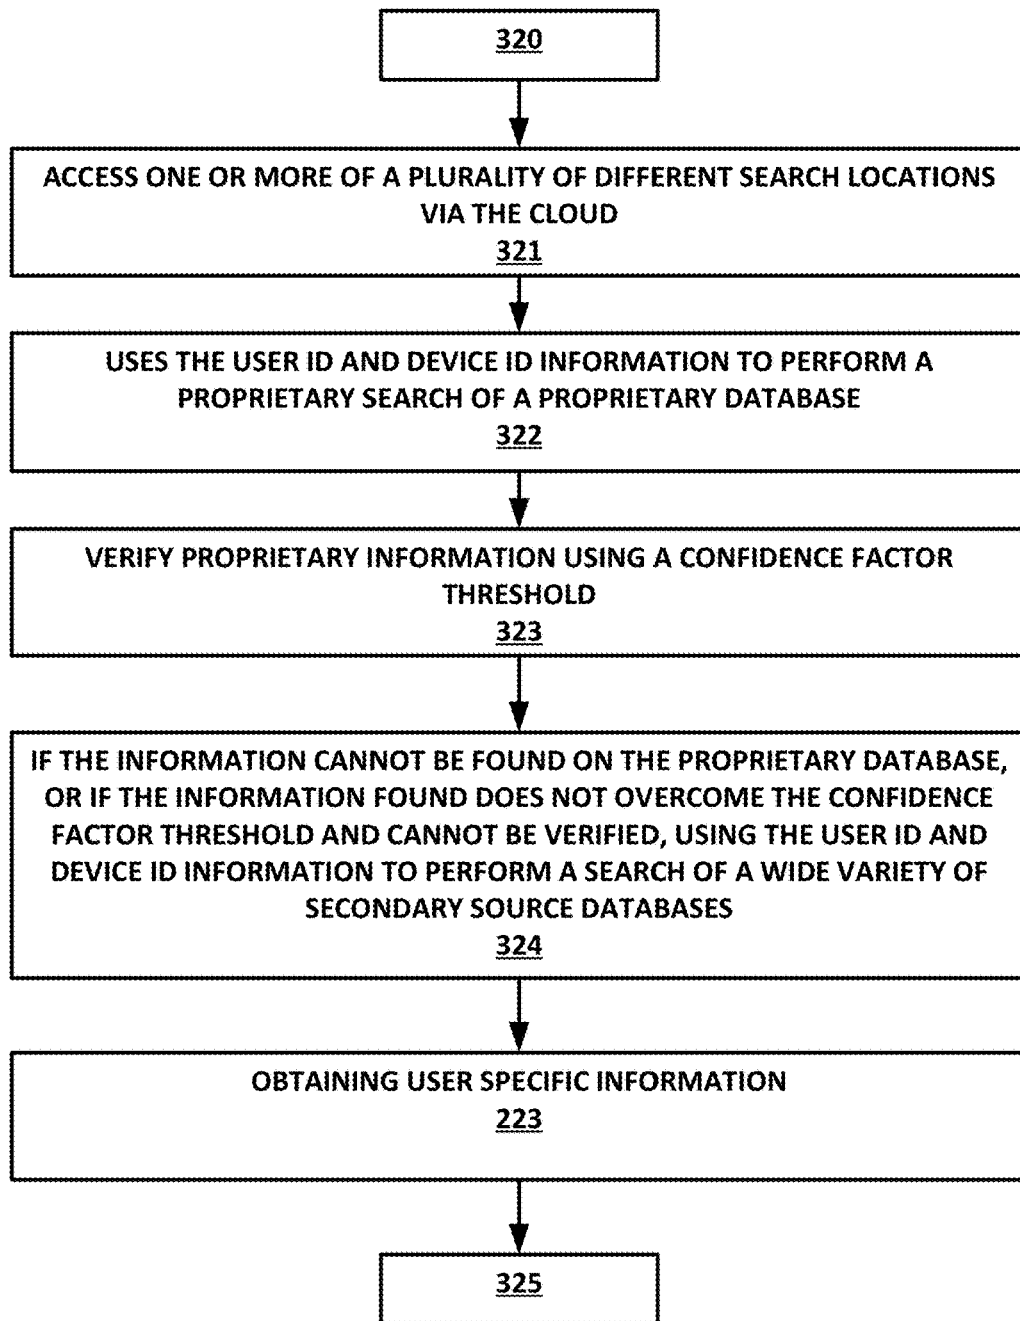 320
ACCESS ONE OR MORE OF A PLURALITY OF DIFFERENT SEARCH LOCATIONS
VIA THE CLOUD
321
USES THE USER ID AND DEVICE ID INFORMATION TO PERFORM A
PROPRIETARY SEARCH OF A PROPRIETARY DATABASE
322
VERIFY PROPRIETARY INFORMATION USING A CONFIDENCE FACTOR
THRESHOLD
323
IF THE INFORMATION CANNOT BE FOUND ON THE PROPRIETARY DATABASE,
OR IF THE INFORMATION FOUND DOES NOT OVERCOME THE CONFIDENCE
FACTOR THRESHOLD AND CANNOT BE VERIFIED, USING THE USER ID AND
DEVICE ID INFORMATION TO PERFORM A SEARCH OF A WIDE VARIETY OF
SECONDARY SOURCE DATABASES
324
OBTAINING USER SPECIFIC INFORMATION
223
325